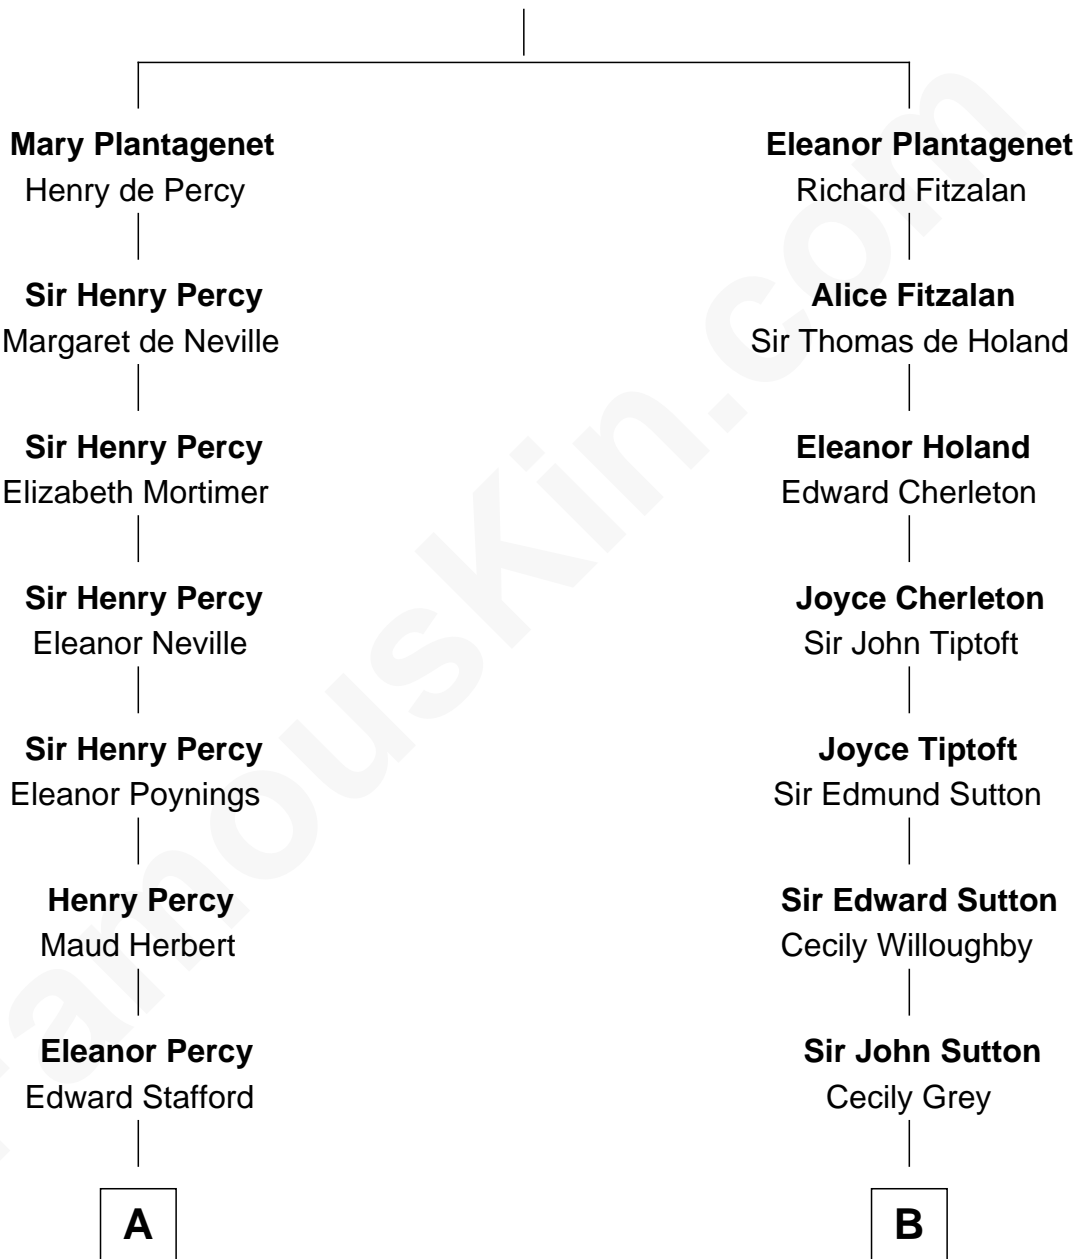 Mary Plantagenet
Henry de Percy
Sir Henry Percy
Margaret de Neville
Sir Henry Percy
Elizabeth Mortimer
Sir Henry Percy
Eleanor Neville
Sir Henry Percy
Eleanor Poynings
Henry Percy
Maud Herbert
Eleanor Percy
Edward Stafford
A
Eleanor Plantagenet
Richard Fitzalan
Alice Fitzalan
Sir Thomas de Holand
Eleanor Holand
Edward Cherleton
Joyce Cherleton
Sir John Tiptoft
Joyce Tiptoft
Sir Edmund Sutton
Sir Edward Sutton
Cecily Willoughby
Sir John Sutton
Cecily Grey
B
FamousKin.com